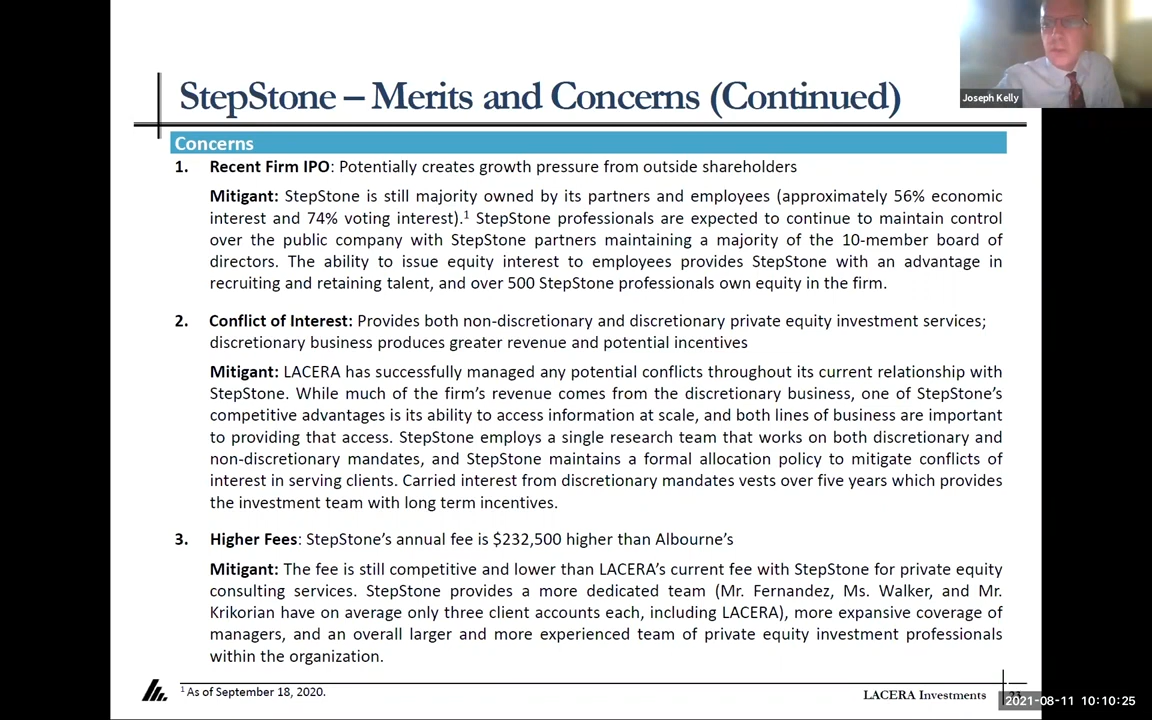 StepStone – Merits and Concerns (Continued)
Joseph Kelly
Concerns
1. Recent Firm IPO: Potentially creates growth pressure from outside shareholders
Mitigant: StepStone is still majority owned by its partners and employees (approximately 56% economic
interest and 74% voting interest).¹ StepStone professionals are expected to continue to maintain control
over the public company with StepStone partners maintaining a majority of the 10-member board of
directors. The ability to issue equity interest to employees provides StepStone with an advantage in
recruiting and retaining talent, and over 500 StepStone professionals own equity in the firm.
2. Conflict of Interest: Provides both non-discretionary and discretionary private equity investment services;
discretionary business produces greater revenue and potential incentives
Mitigant: LACERA has successfully managed any potential conflicts throughout its current relationship with
StepStone. While much of the firm’s revenue comes from the discretionary business, one of StepStone’s
competitive advantages is its ability to access information at scale, and both lines of business are important
to providing that access. StepStone employs a single research team that works on both discretionary and
non-discretionary mandates, and StepStone maintains a formal allocation policy to mitigate conflicts of
interest in serving clients. Carried interest from discretionary mandates vests over five years which provides
the investment team with long term incentives.
3. Higher Fees: StepStone’s annual fee is $232,500 higher than Albourne’s
Mitigant: The fee is still competitive and lower than LACERA’s current fee with StepStone for private equity
consulting services. StepStone provides a more dedicated team (Mr. Fernandez, Ms. Walker, and Mr.
Krikorian have on average only three client accounts each, including LACERA), more expansive coverage of
managers, and an overall larger and more experienced team of private equity investment professionals
within the organization.
¹ As of September 18, 2020.
LACERA Investments
2021-08-11 10:10:25